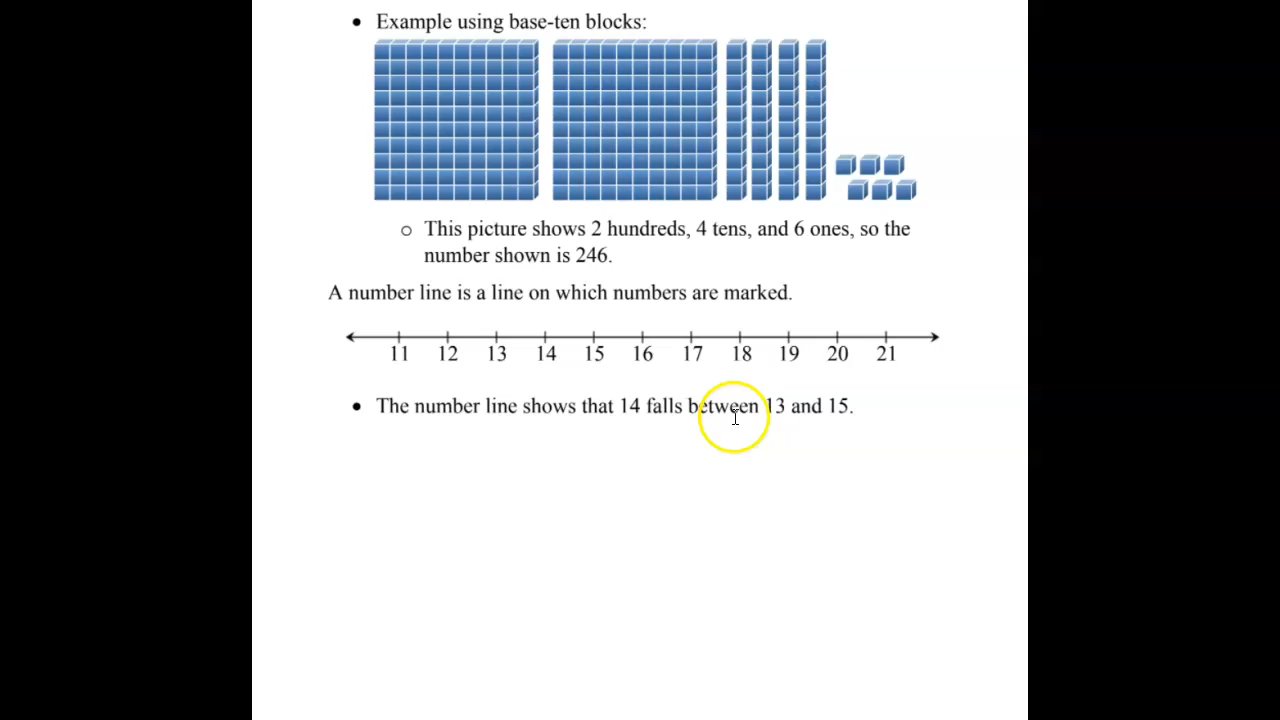 • Example using base-ten blocks:
o This picture shows 2 hundreds, 4 tens, and 6 ones, so the
number shown is 246.
A number line is a line on which numbers are marked.
11 12 13 14 15 16 17 18 19 20 21
• The number line shows that 14 falls between 13 and 15.